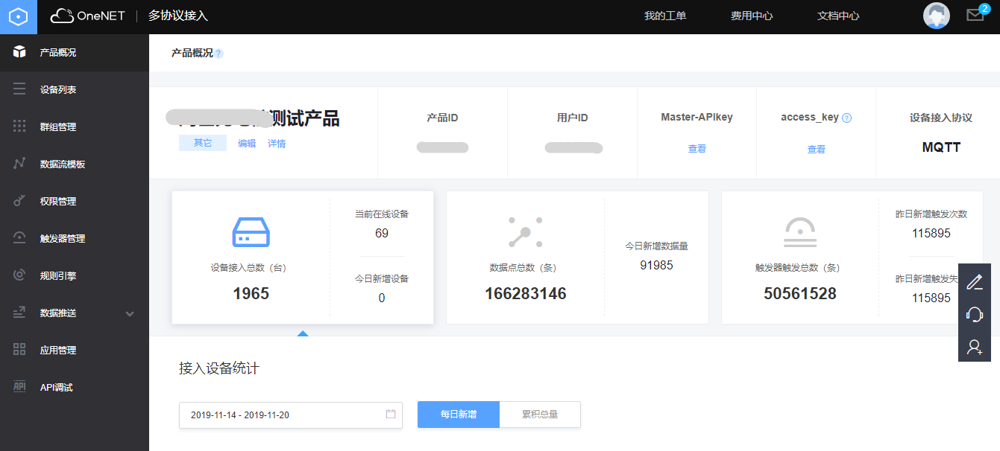 OneNET 多协议接入 我的工单 费用中心 文档中心 2
产品概况
设备列表
群组管理
数据流模板
权限管理
触发器管理
规则引擎
数据推送
应用管理
API API调试
产品概况 ?
测试产品
其它 编辑 详情
产品ID
用户ID
Master-APIkey
查看
access_key ?
查看
设备接入协议
MQTT
设备接入总数（台）
1965
当前在线设备
69
今日新增设备
0
数据点总数（条）
166283146
今日新增数据量
91985
触发器触发总数（条）
50561528
昨日新增触发次数
115895
昨日新增触发失
115895
接入设备统计
2019-11-14 - 2019-11-20 每日新增 累积总量